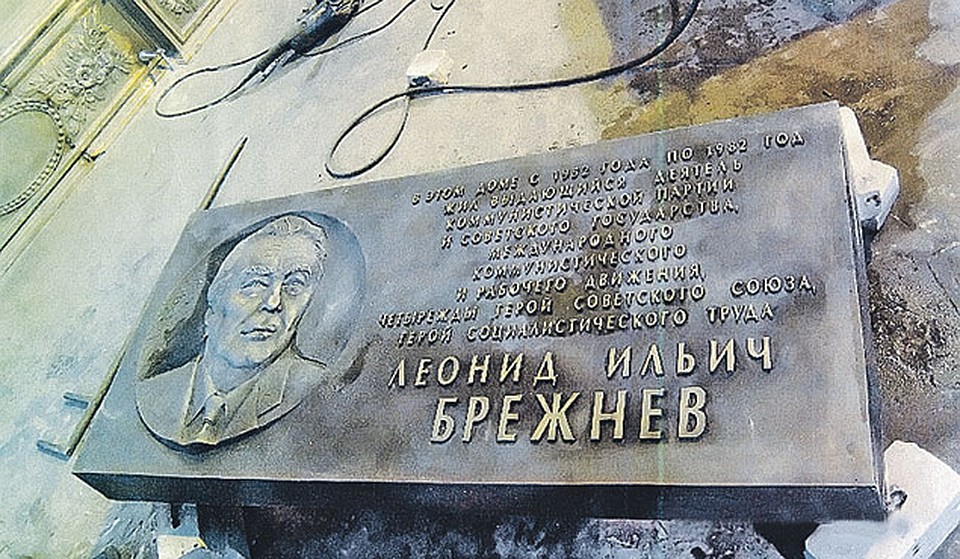 В ЭТОМ ДОМЕ С 1952 ГОДА ПО 1982 ГОД
ЖИЛ ВЫДАЮЩИЙСЯ ДЕЯТЕЛЬ
КОММУНИСТИЧЕСКОЙ ПАРТИИ
И СОВЕТСКОГО ГОСУДАРСТВА,
МЕЖДУНАРОДНОГО
КОММУНИСТИЧЕСКОГО
И РАБОЧЕГО ДВИЖЕНИЯ,
ЧЕТЫРЕЖДЫ ГЕРОЙ СОВЕТСКОГО СОЮЗА,
ГЕРОЙ СОЦИАЛИСТИЧЕСКОГО ТРУДА
ЛЕОНИД ИЛЬИЧ
БРЕЖНЕВ